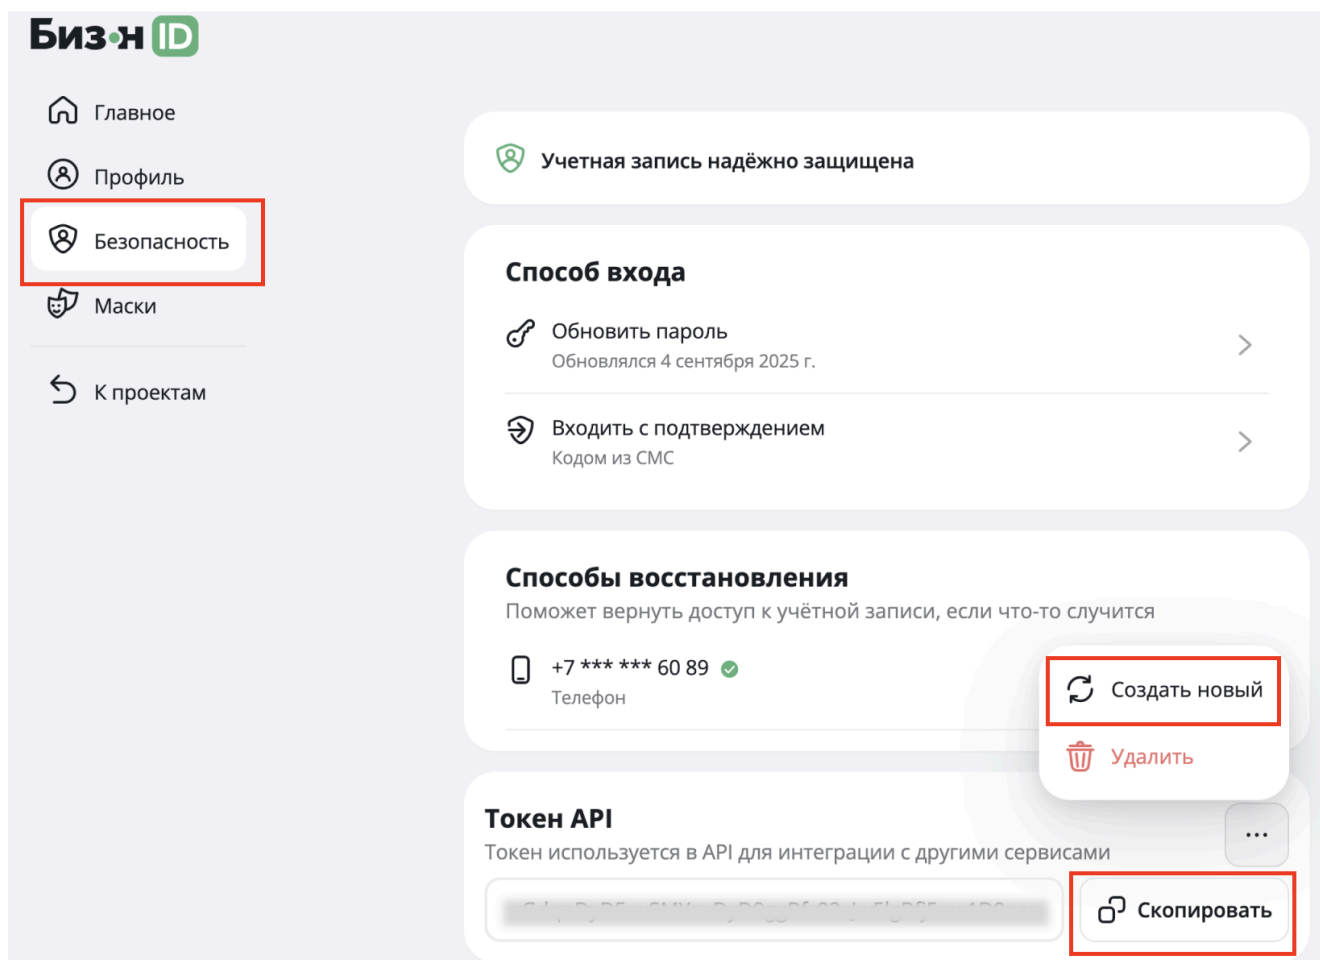 Бизон ID
Главное
Профиль
Безопасность
Маски
К проектам
Учетная запись надёжно защищена
Способ входа
Обновить пароль
Обновлялся 4 сентября 2025 г.
Входить с подтверждением
Кодом из СМС
Способы восстановления
Поможет вернуть доступ к учётной записи, если что-то случится
+7 *** *** 60 89
Телефон
Создать новый
Удалить
Токен API
Токен используется в API для интеграции с другими сервисами
...
Скопировать